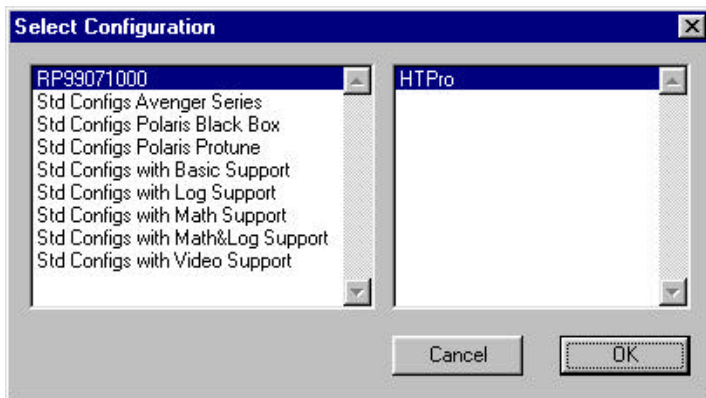 Select Configuration
RP99071000
Std Configs Avenger Series
Std Configs Polaris Black Box
Std Configs Polaris Protune
Std Configs with Basic Support
Std Configs with Log Support
Std Configs with Math Support
Std Configs with Math&Log Support
Std Configs with Video Support
HTPro
Cancel
OK